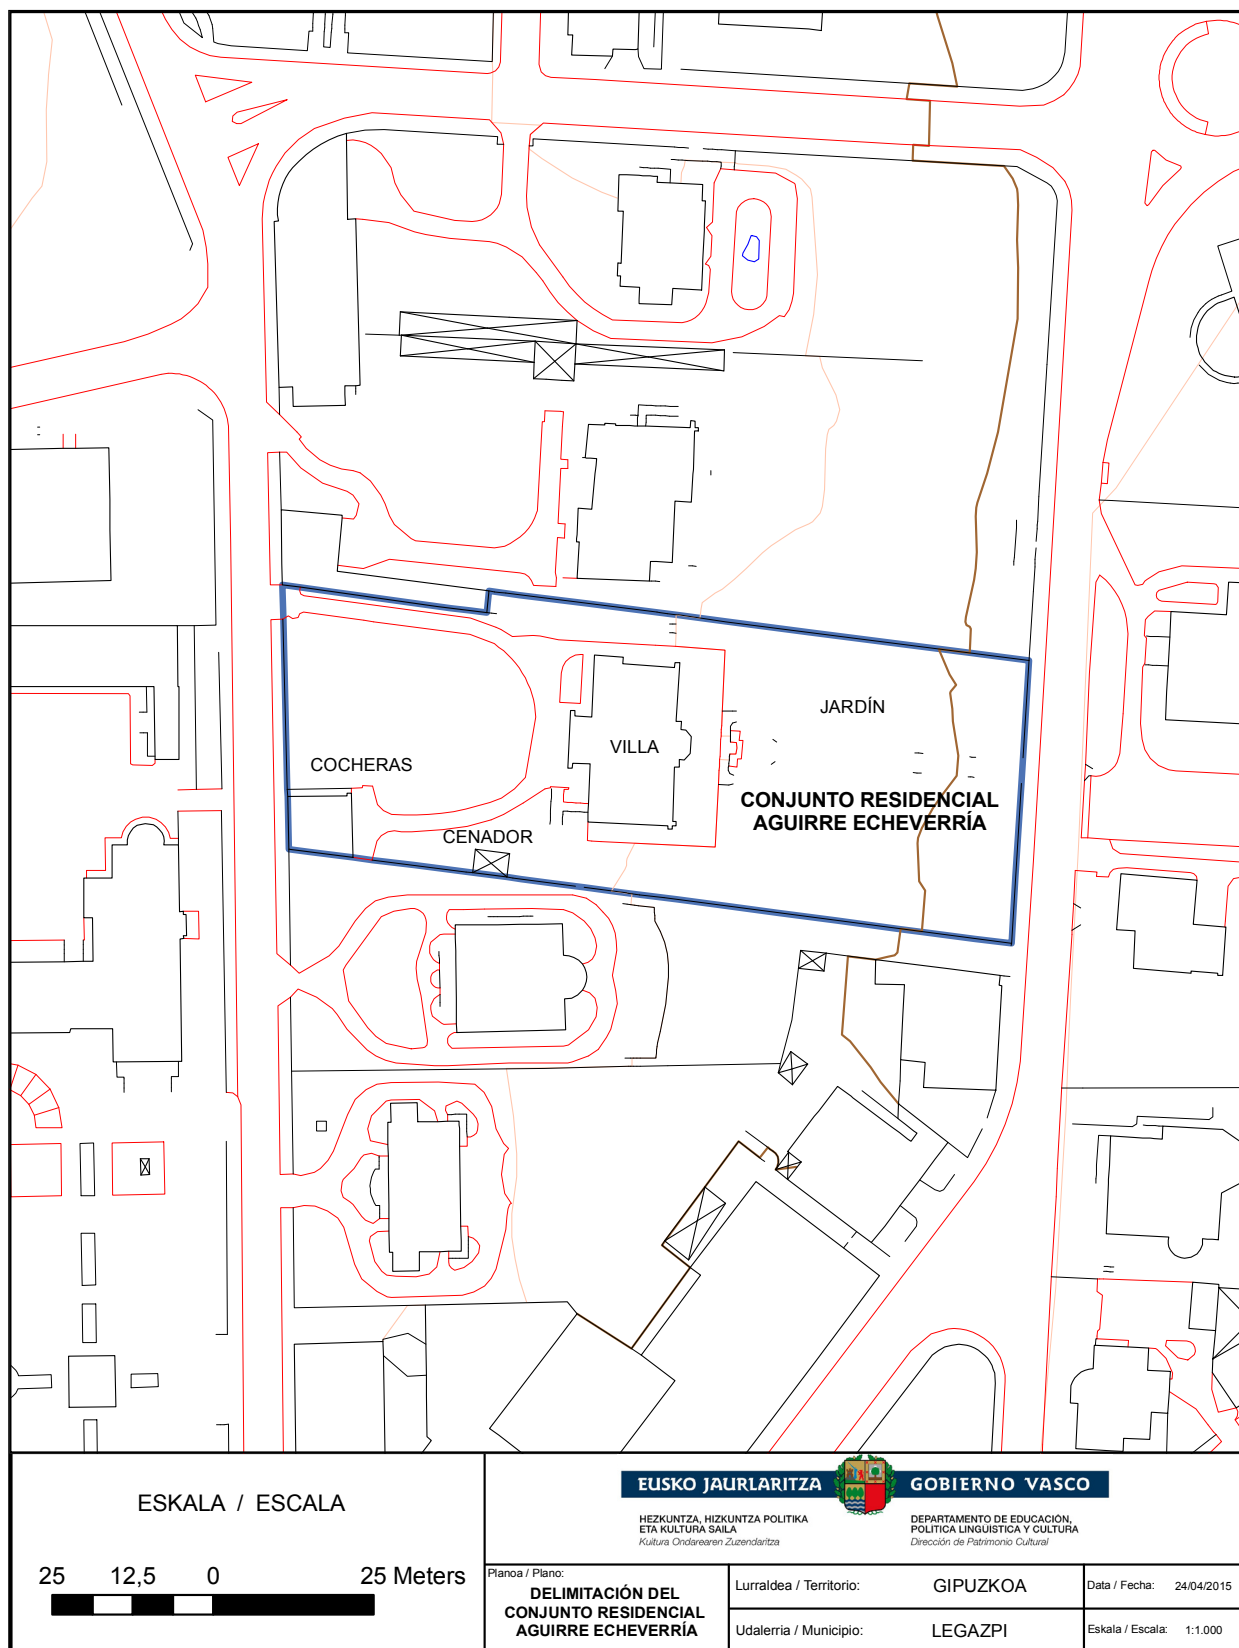 JARDÍN
VILLA
COCHERAS
CONJUNTO RESIDENCIAL
AGUIRRE ECHEVERRÍA
CENADOR
ESKALA / ESCALA
25 12,5 0 25 Meters
EUSKO JAURLARITZA GOBIERNO VASCO
HEZKUNTZA, HIZKUNTZA POLITIKA
ETA KULTURA SAILA
Kultura Ondarearen Zuzendaritza
DEPARTAMENTO DE EDUCACIÓN,
POLÍTICA LINGÜÍSTICA Y CULTURA
Dirección de Patrimonio Cultural
Planoa / Plano:
DELIMITACIÓN DEL
CONJUNTO RESIDENCIAL
AGUIRRE ECHEVERRÍA
Lurraldea / Territorio: GIPUZKOA
Data / Fecha: 24/04/2015
Udalerria / Municipio: LEGAZPI
Eskala / Escala: 1:1.000